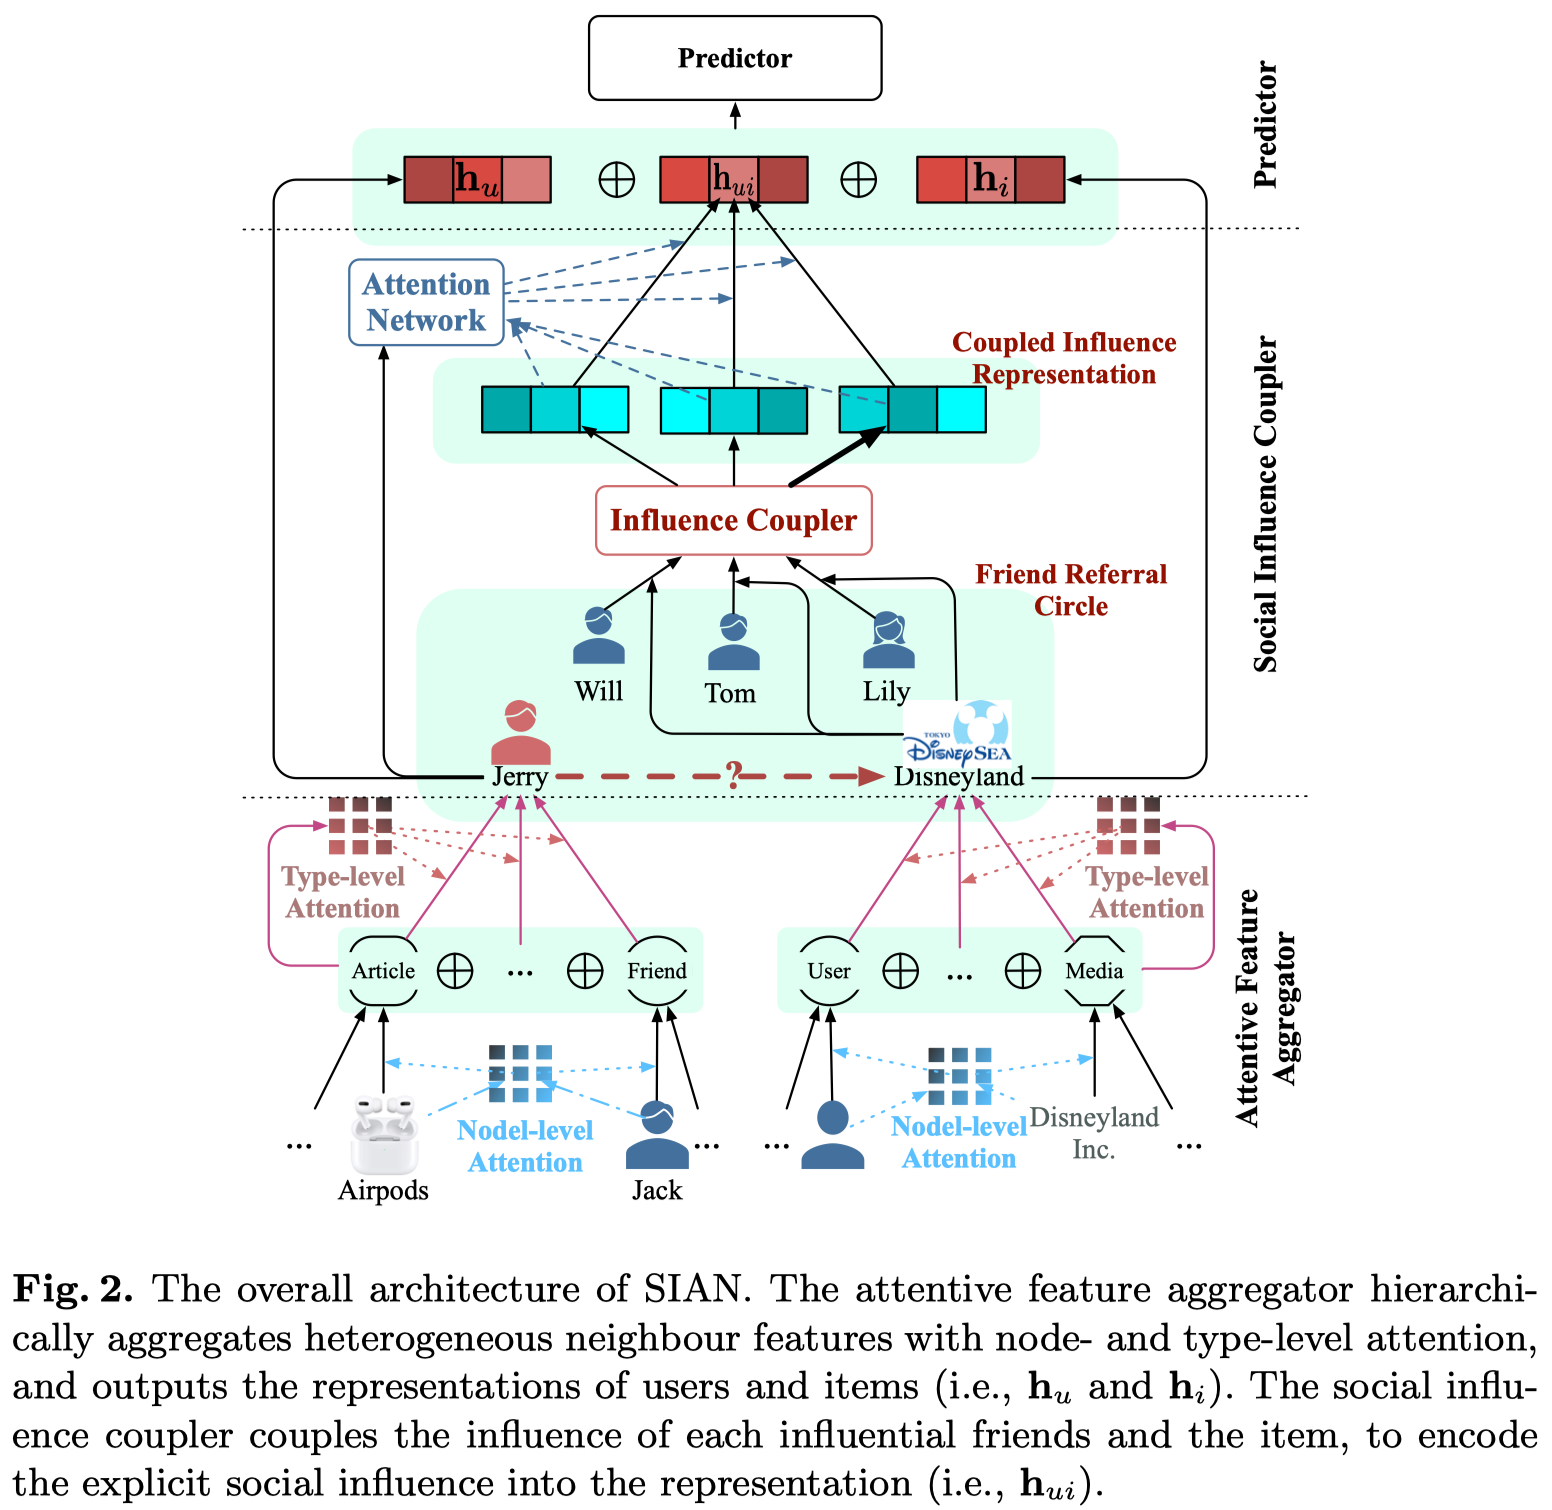 Predictor
Predictor
h_u ⊕ h_ui ⊕ h_i
Attention
Network
Coupled Influence
Representation
Social Influence Coupler
Influence Coupler
Friend Referral
Circle
Will
Tom
Lily
TOKYO
DisneySEA
Jerry
?
Disneyland
Type-level
Attention
Type-level
Attention
Attentive Feature
Aggregator
Article ⊕ ... ⊕ Friend
User ⊕ ... ⊕ Media
...
Nodel-level
Attention
...
...
Nodel-level
Attention
Disneyland
Inc.
...
Airpods
Jack
Fig. 2. The overall architecture of SIAN. The attentive feature aggregator hierarchi-
cally aggregates heterogeneous neighbour features with node- and type-level attention,
and outputs the representations of users and items (i.e., h_u and h_i). The social influ-
ence coupler couples the influence of each influential friends and the item, to encode
the explicit social influence into the representation (i.e., h_ui).